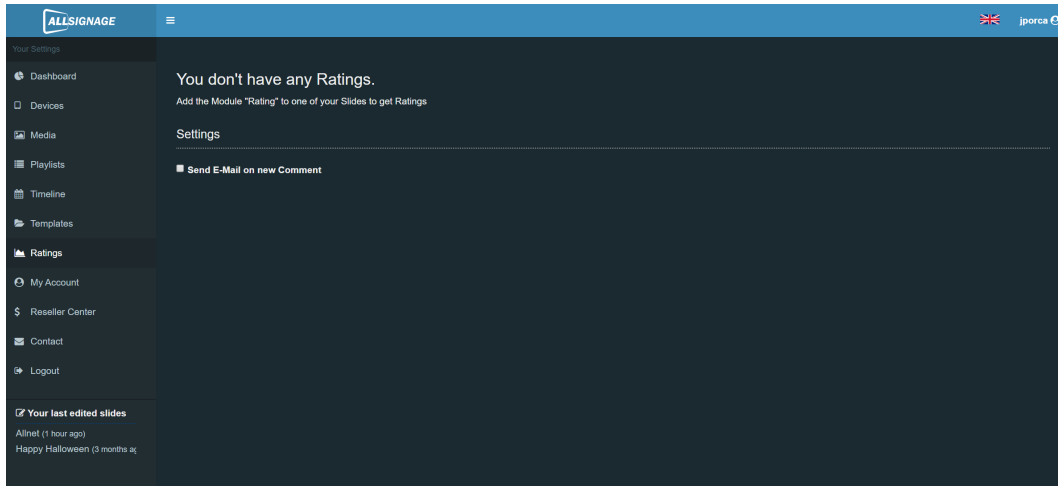 ALLSIGNAGE
jporca
Your Settings
Dashboard
Devices
Media
Playlists
Timeline
Templates
Ratings
My Account
Reseller Center
Contact
Logout
Your last edited slides
Allnet (1 hour ago)
Happy Halloween (3 months ag
You don't have any Ratings.
Add the Module "Rating" to one of your Slides to get Ratings
Settings
Send E-Mail on new Comment